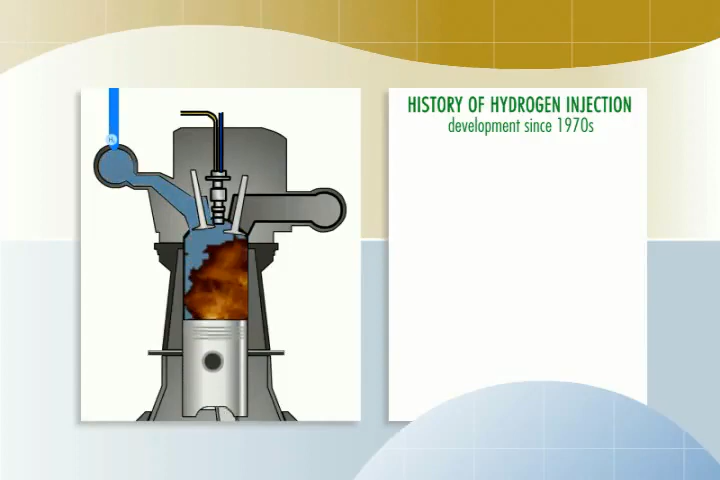 HISTORY OF HYDROGEN INJECTION
development since 1970s